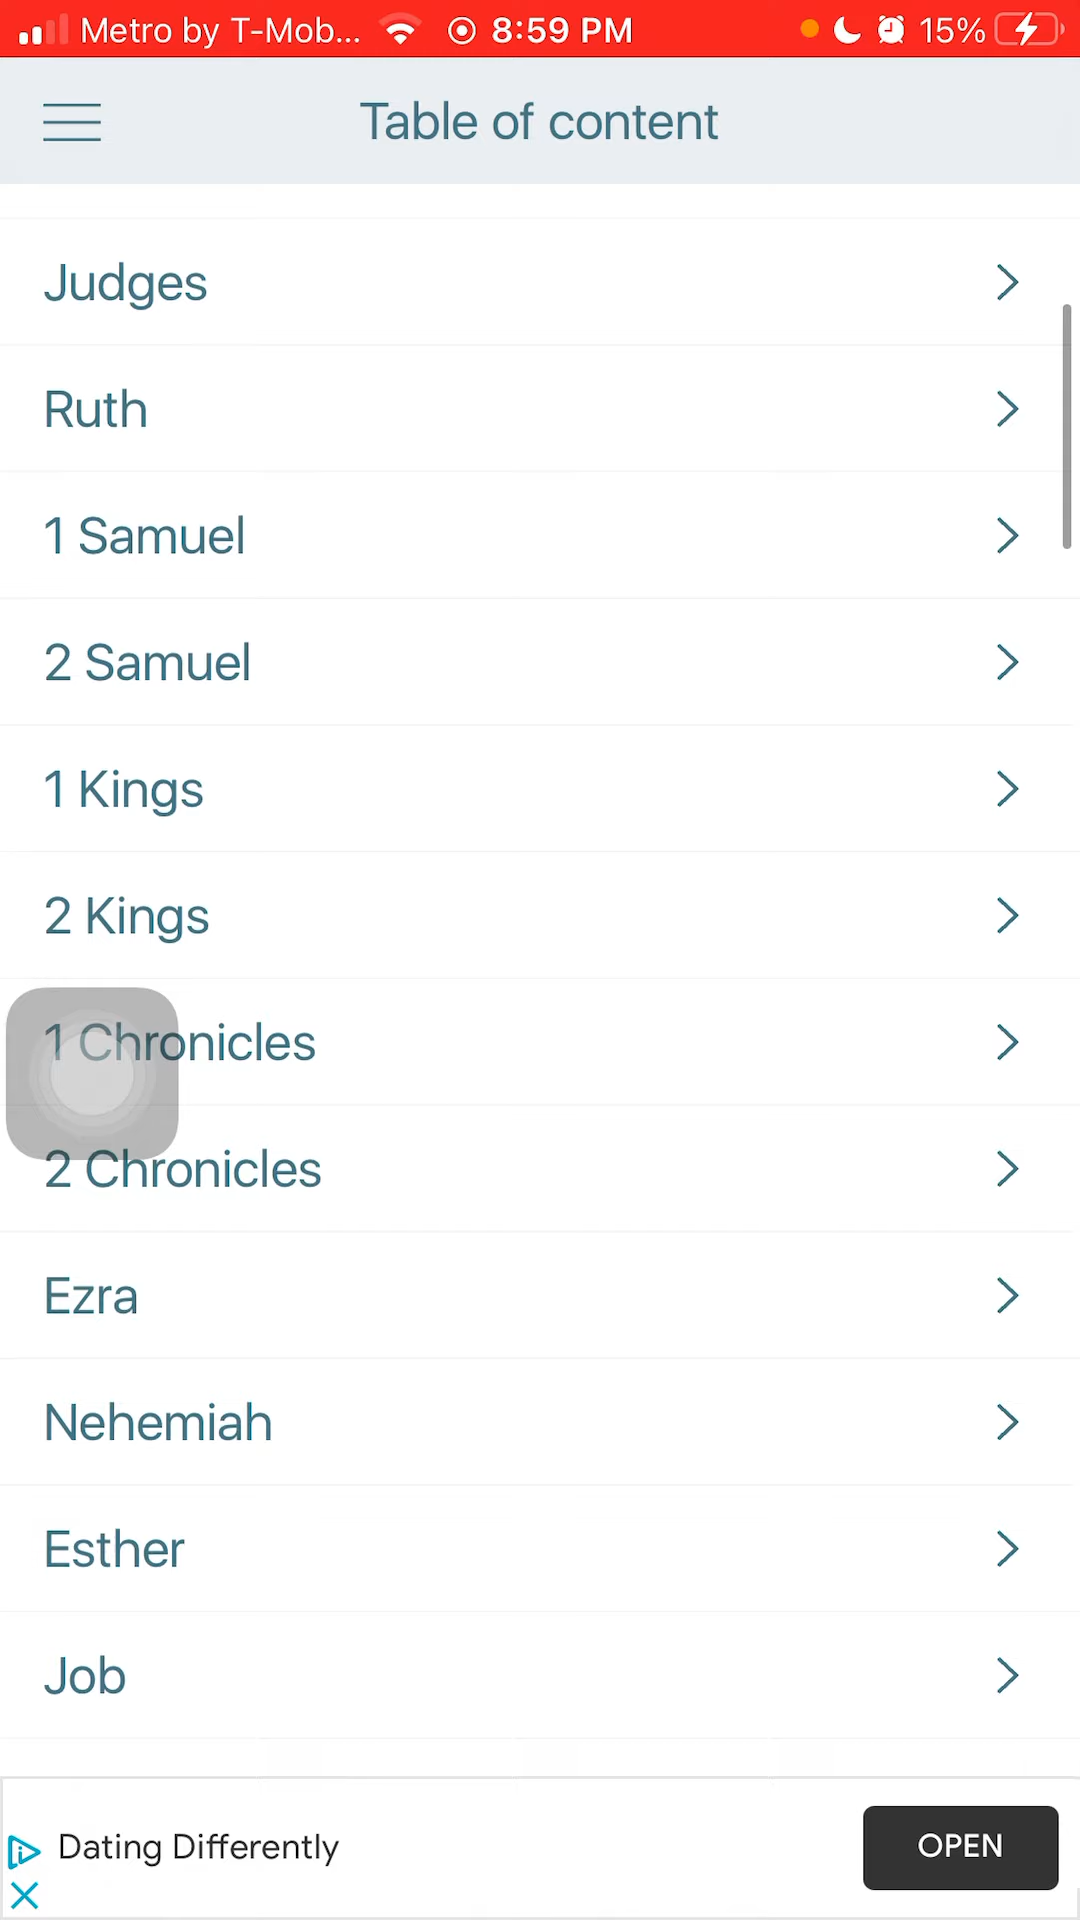 Metro by T-Mob... 8:59 PM 15%
Table of content
Judges
Ruth
1 Samuel
2 Samuel
1 Kings
2 Kings
1 Chronicles
2 Chronicles
Ezra
Nehemiah
Esther
Job
Dating Differently
OPEN